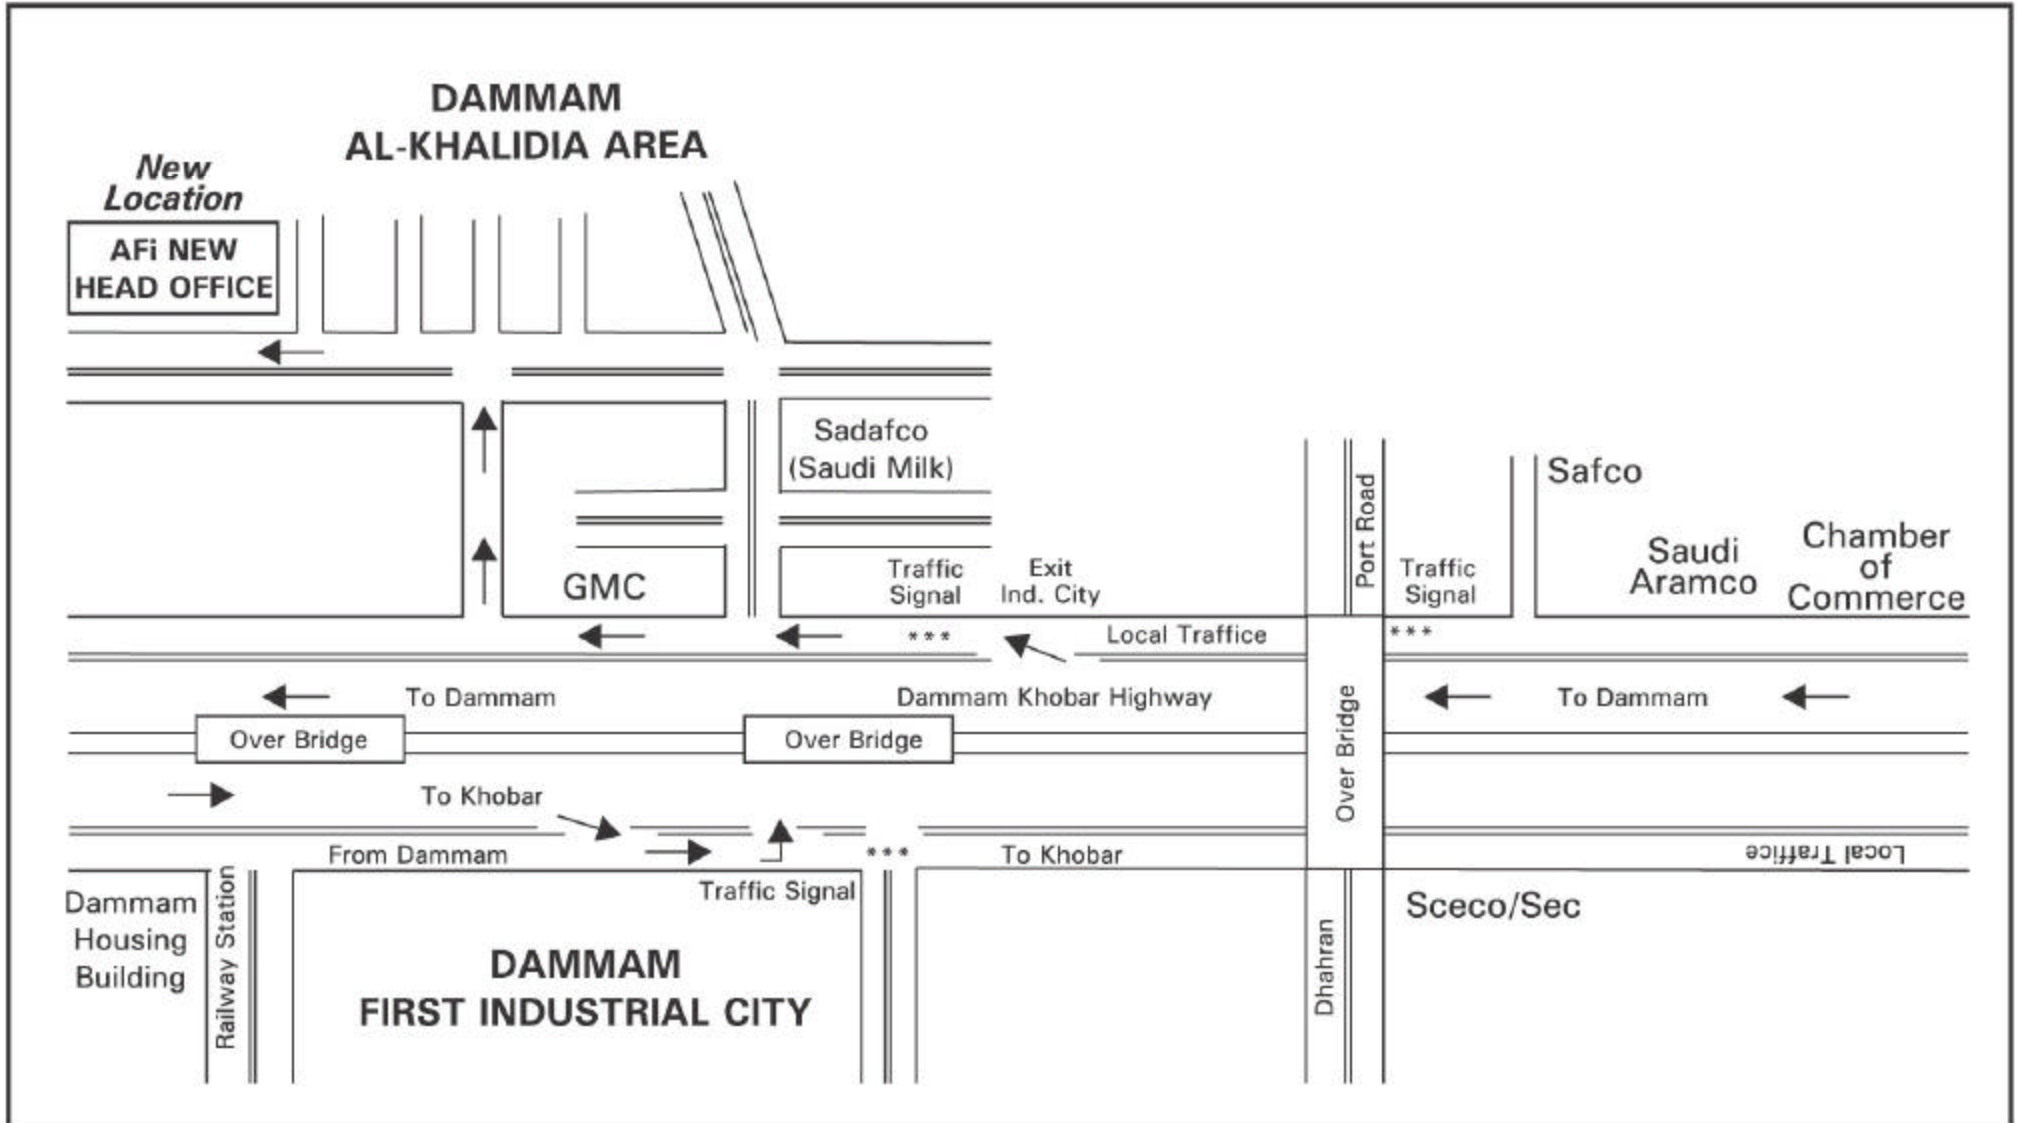 DAMMAM
AL-KHALIDIA AREA
New
Location
AFi NEW
HEAD OFFICE
Sadafco
(Saudi Milk)
GMC
Traffic
Signal
Exit
Ind. City
Port Road
Traffic
Signal
Safco
Saudi
Aramco
Chamber
of
Commerce
***
Local Traffice
***
To Dammam
Dammam Khobar Highway
To Dammam
Over Bridge
Over Bridge
Over Bridge
To Khobar
From Dammam
***
To Khobar
Local Traffice
Traffic Signal
Dammam
Housing
Building
Railway Station
DAMMAM
FIRST INDUSTRIAL CITY
Dhahran
Sceco/Sec